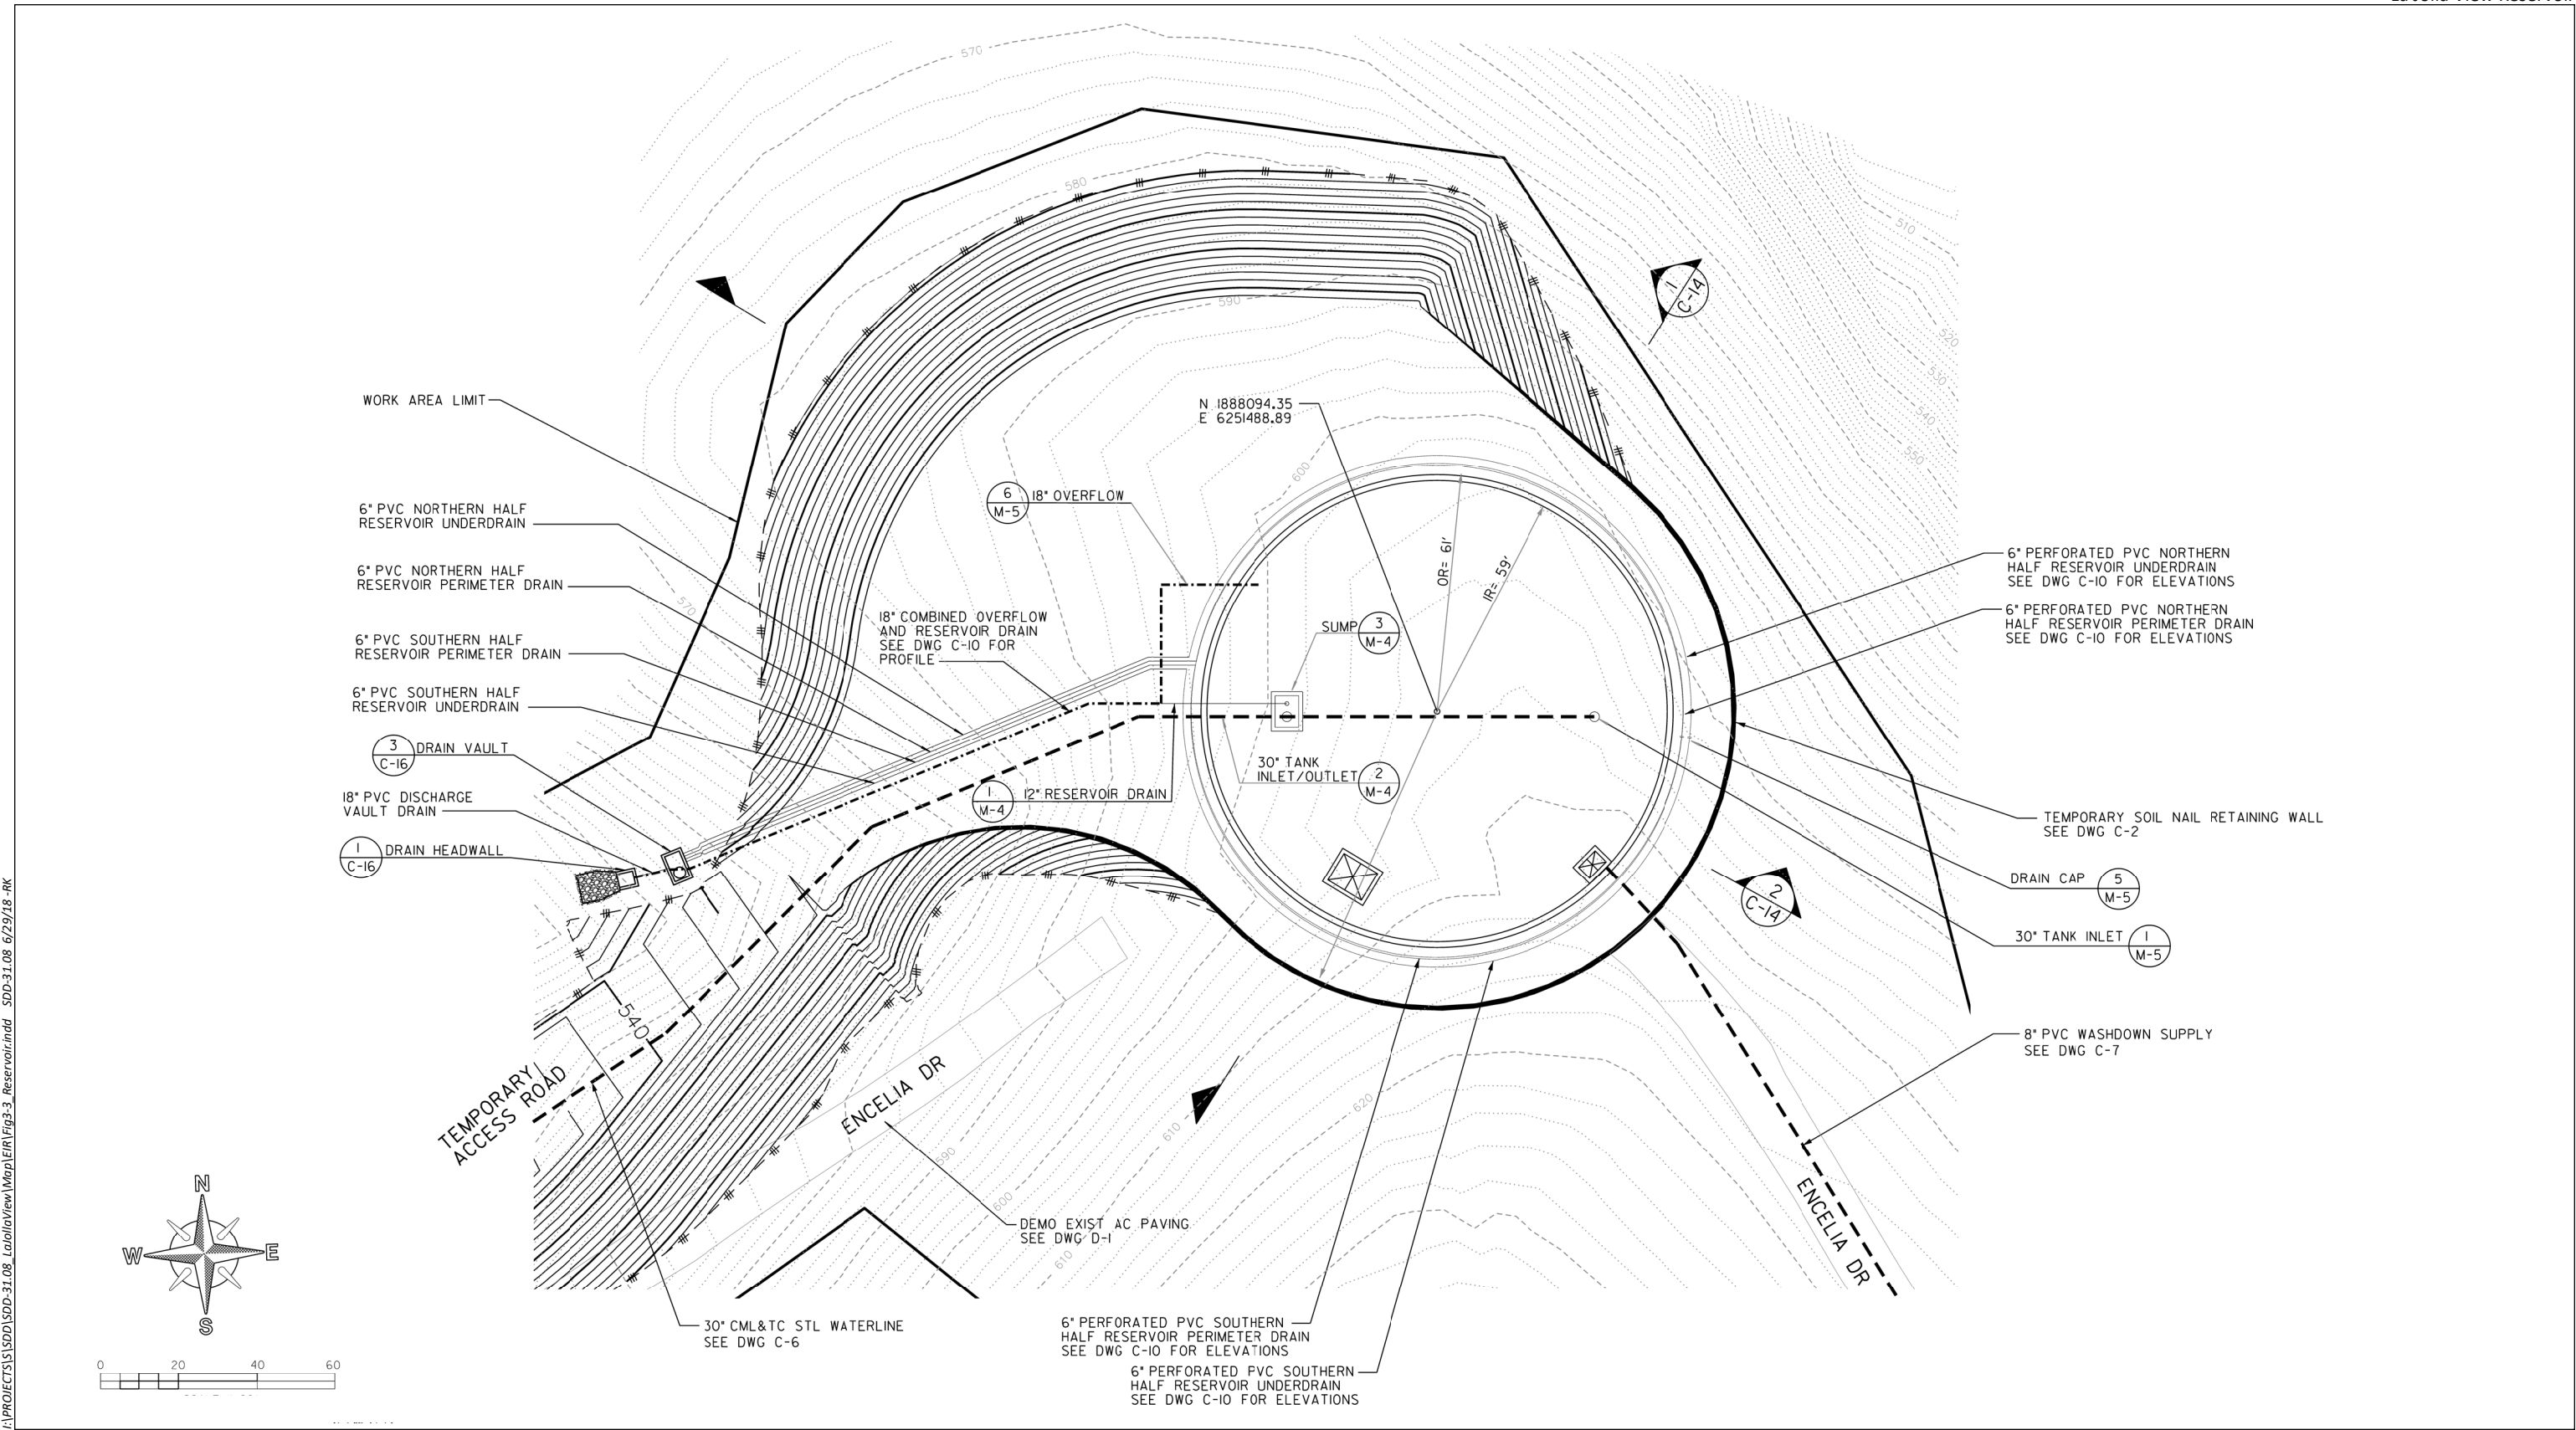 570
580
510
520
530
540
550
590
600
570
WORK AREA LIMIT
N 1888094.35
E 6251488.89
1
C-14
6" PVC NORTHERN HALF
RESERVOIR UNDERDRAIN
6
M-5
18" OVERFLOW
6" PVC NORTHERN HALF
RESERVOIR PERIMETER DRAIN
OR= 61'
IR= 59'
6" PERFORATED PVC NORTHERN
HALF RESERVOIR UNDERDRAIN
SEE DWG C-10 FOR ELEVATIONS
6" PERFORATED PVC NORTHERN
HALF RESERVOIR PERIMETER DRAIN
SEE DWG C-10 FOR ELEVATIONS
18" COMBINED OVERFLOW
AND RESERVOIR DRAIN
SEE DWG C-10 FOR
PROFILE
SUMP
3
M-4
6" PVC SOUTHERN HALF
RESERVOIR PERIMETER DRAIN
6" PVC SOUTHERN HALF
RESERVOIR UNDERDRAIN
3
C-16
DRAIN VAULT
30" TANK
INLET/OUTLET
2
M-4
1
M-4
12" RESERVOIR DRAIN
18" PVC DISCHARGE
VAULT DRAIN
1
C-16
DRAIN HEADWALL
TEMPORARY SOIL NAIL RETAINING WALL
SEE DWG C-2
DRAIN CAP
5
M-5
2
C-14
30" TANK INLET
1
M-5
540
8" PVC WASHDOWN SUPPLY
SEE DWG C-7
TEMPORARY
ACCESS ROAD
ENCELIA DR
590
600
610
610
620
ENCELIA DR
DEMO EXIST AC PAVING
SEE DWG D-1
30" CML&TC STL WATERLINE
SEE DWG C-6
6" PERFORATED PVC SOUTHERN
HALF RESERVOIR PERIMETER DRAIN
SEE DWG C-10 FOR ELEVATIONS
6" PERFORATED PVC SOUTHERN
HALF RESERVOIR UNDERDRAIN
SEE DWG C-10 FOR ELEVATIONS
N
W
E
S
0 20 40 60
I:\PROJECTS\S\SDD\SDD-31.08_LaJollaView\Map\EIR\Fig3-3_Reservoir.indd SDD-31.08 6/29/18 -RK